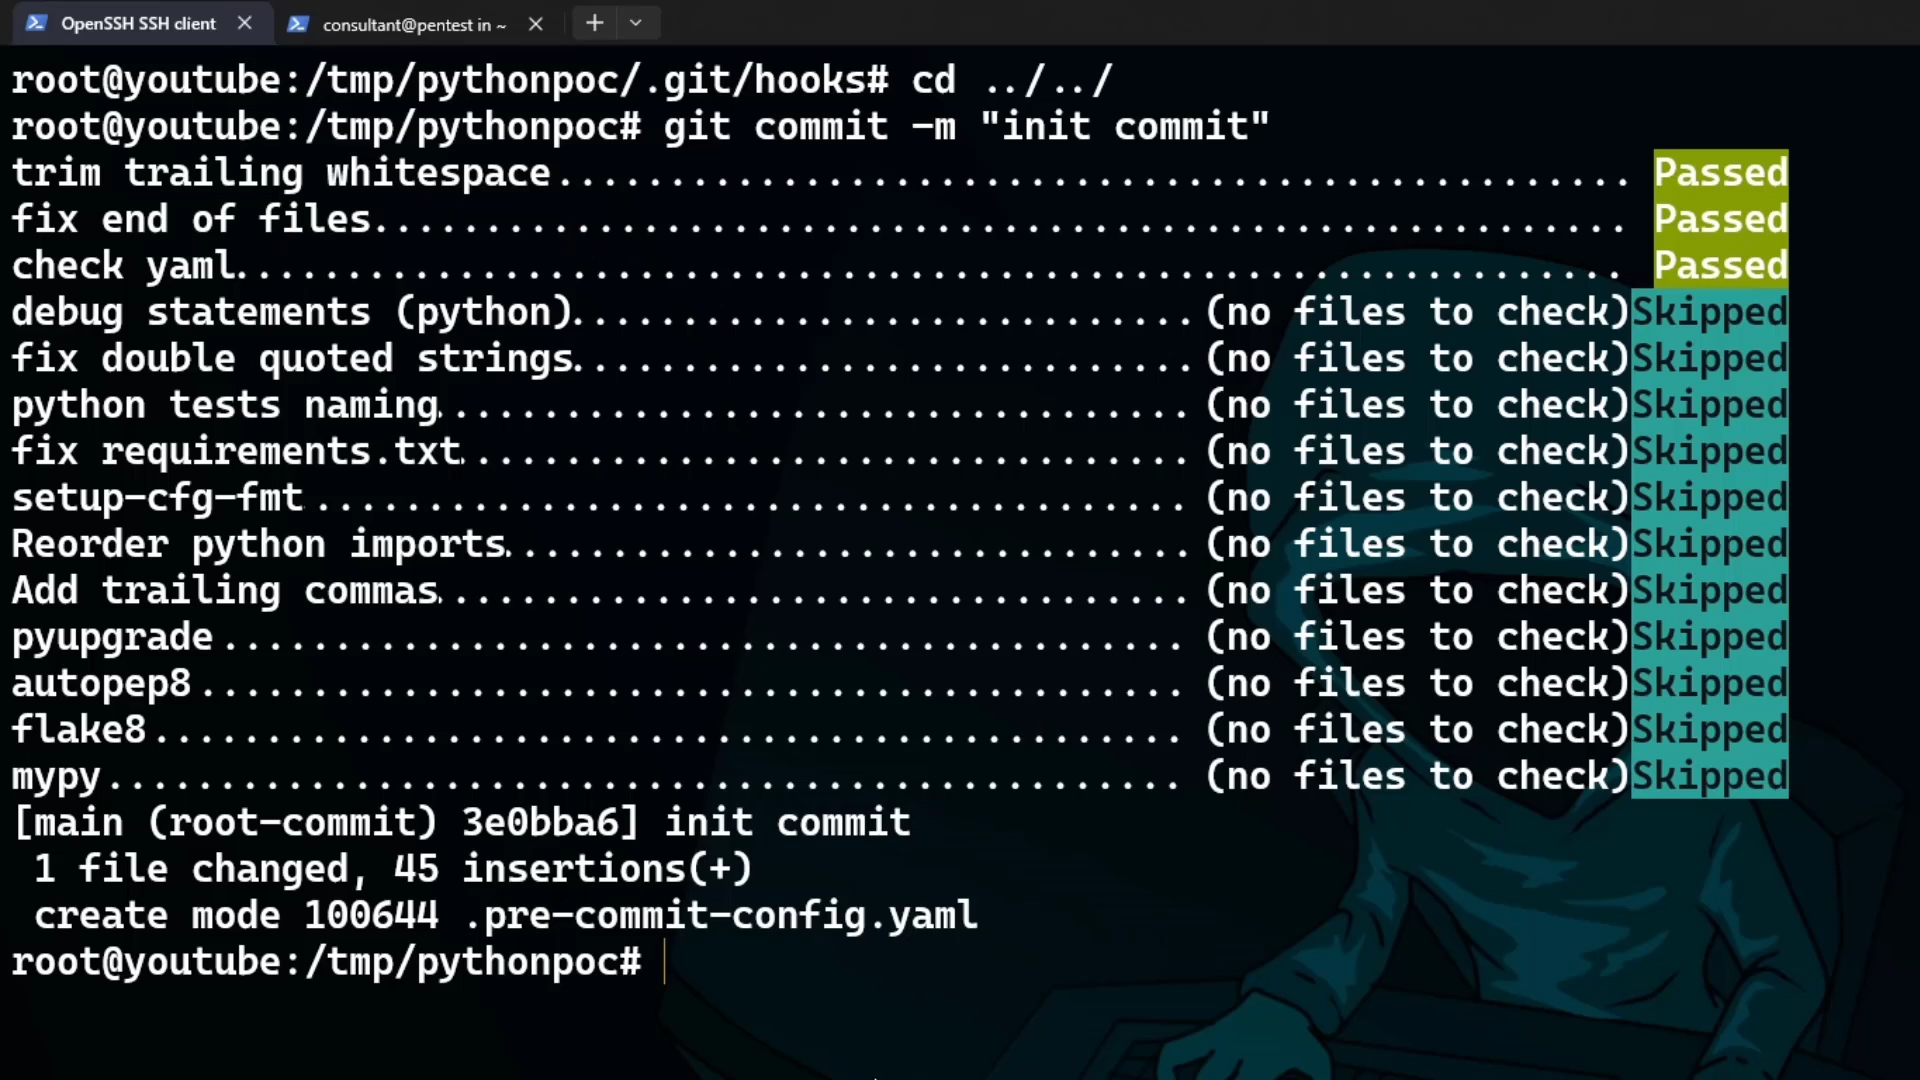 OpenSSH SSH client
consultant@pentest in ~
root@youtube:/tmp/pythonpoc/.git/hooks# cd ../../
root@youtube:/tmp/pythonpoc# git commit -m "init commit"
trim trailing whitespace................................................Passed
fix end of files........................................................Passed
check yaml..............................................................Passed
debug statements (python)............................(no files to check)Skipped
fix double quoted strings............................(no files to check)Skipped
python tests naming..................................(no files to check)Skipped
fix requirements.txt.................................(no files to check)Skipped
setup-cfg-fmt........................................(no files to check)Skipped
Reorder python imports...............................(no files to check)Skipped
Add trailing commas..................................(no files to check)Skipped
pyupgrade............................................(no files to check)Skipped
autopep8.............................................(no files to check)Skipped
flake8...............................................(no files to check)Skipped
mypy.................................................(no files to check)Skipped
[main (root-commit) 3e0bba6] init commit
 1 file changed, 45 insertions(+)
 create mode 100644 .pre-commit-config.yaml
root@youtube:/tmp/pythonpoc#